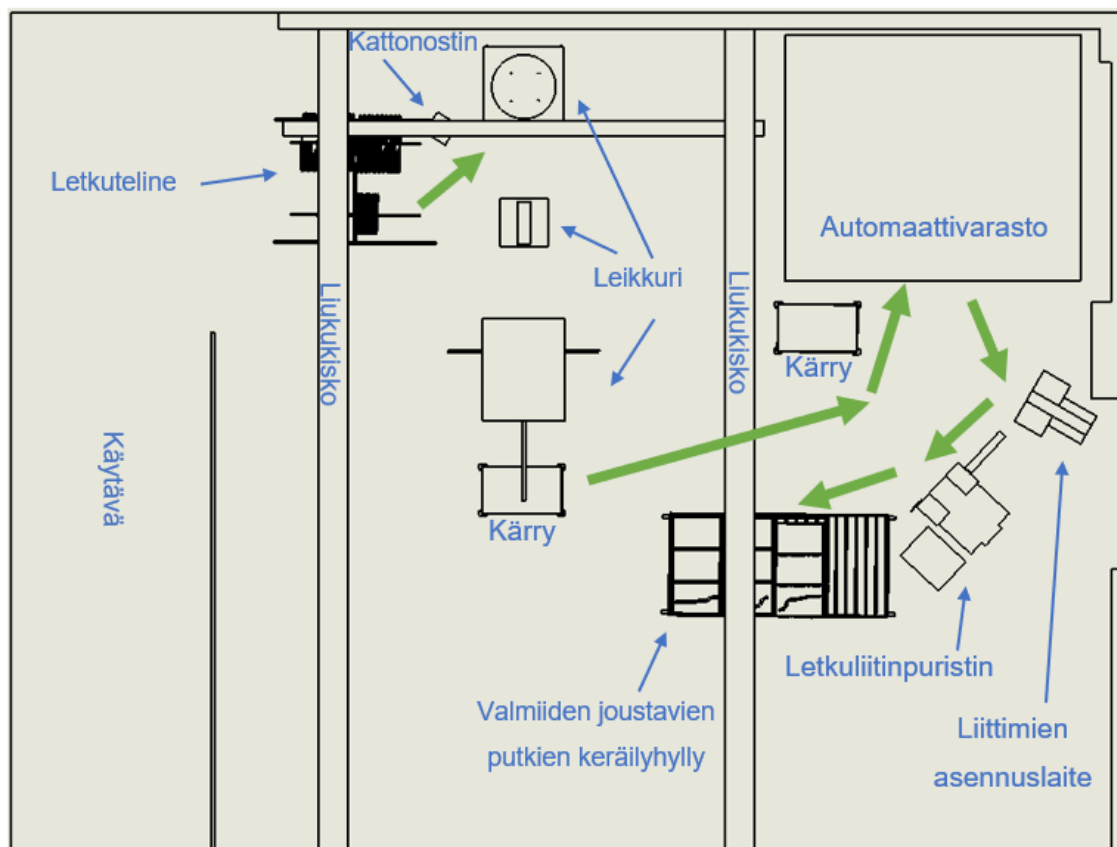 Kattonostin
Letkuteline
Automaattivarasto
Leikkuri
Liukukisko
Liukukisko
Kärry
Käytävä
Kärry
Letkuliitinpuristin
Valmiiden joustavien
putkien keräilyhylly
Liittimien
asennuslaite